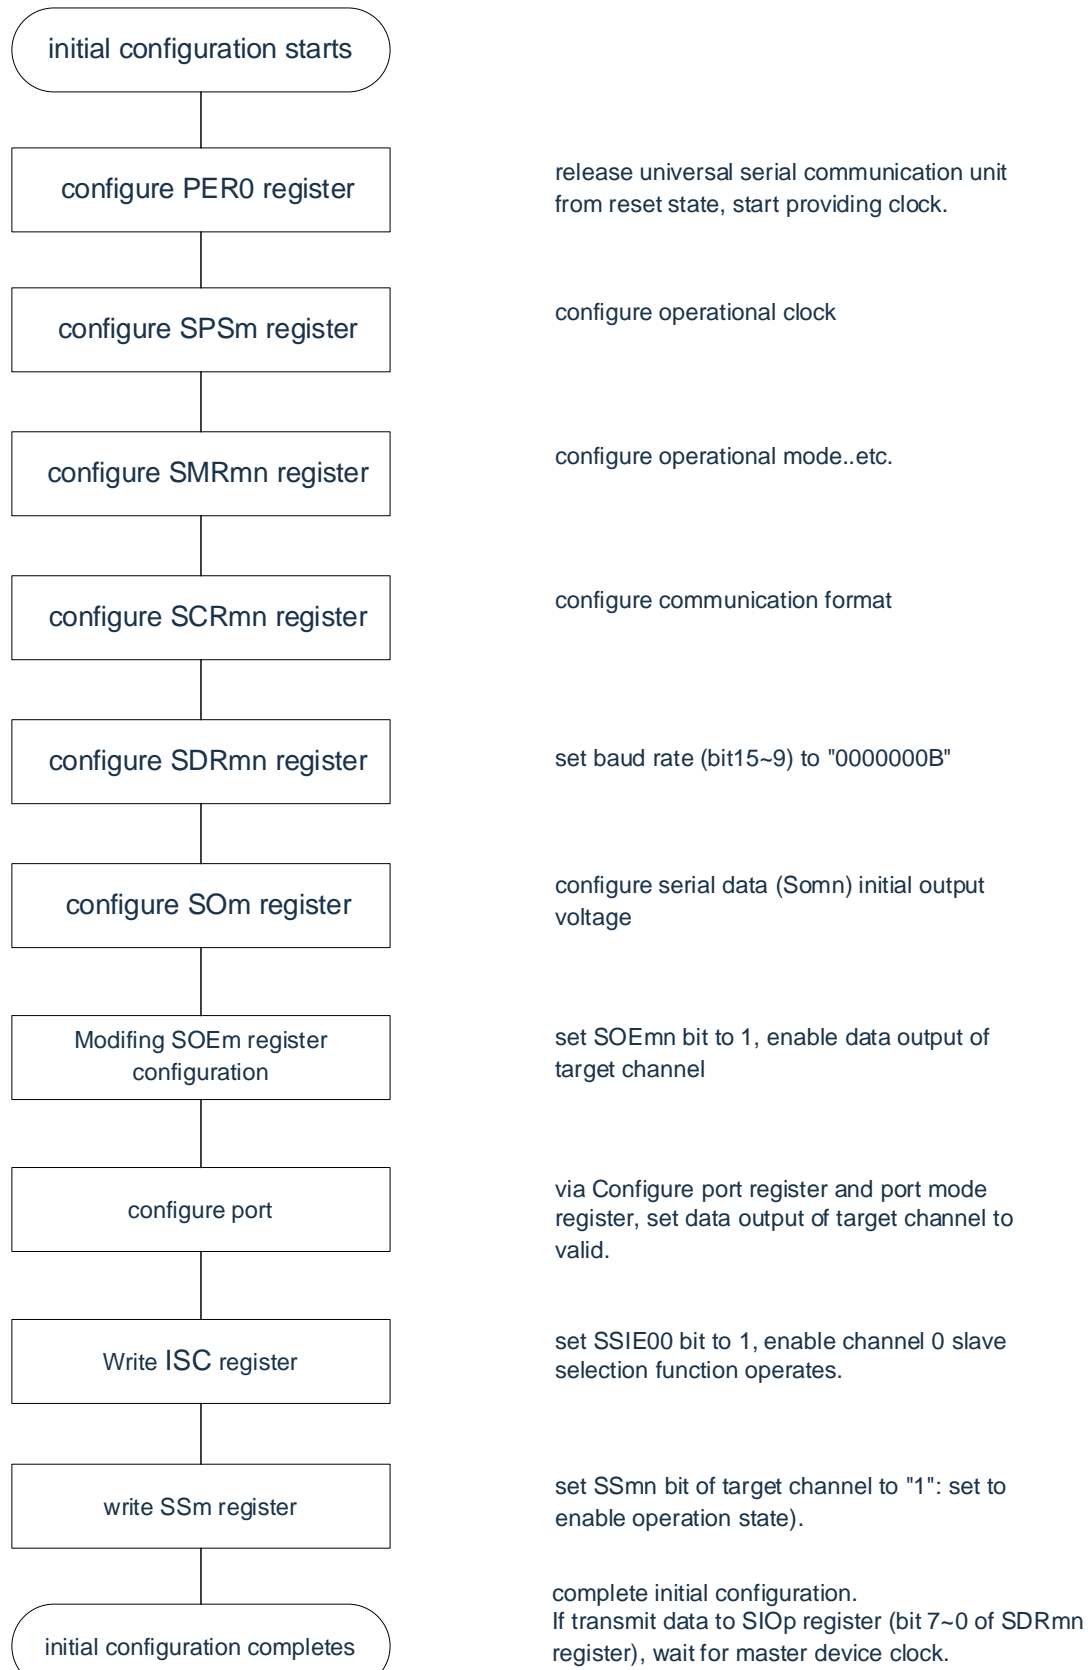 initial configuration starts
configure PER0 register
release universal serial communication unit
from reset state, start providing clock.
configure SPSm register
configure operational clock
configure SMRmn register
configure operational mode..etc.
configure SCRmn register
configure communication format
configure SDRmn register
set baud rate (bit15~9) to "0000000B"
configure SOm register
configure serial data (Somn) initial output
voltage
Modifing SOEm register
configuration
set SOEmn bit to 1, enable data output of
target channel
configure port
via Configure port register and port mode
register, set data output of target channel to
valid.
Write ISC register
set SSIE00 bit to 1, enable channel 0 slave
selection function operates.
write SSm register
set SSmn bit of target channel to "1": set to
enable operation state).
initial configuration completes
complete initial configuration.
If transmit data to SIOp register (bit 7~0 of SDRmn
register), wait for master device clock.